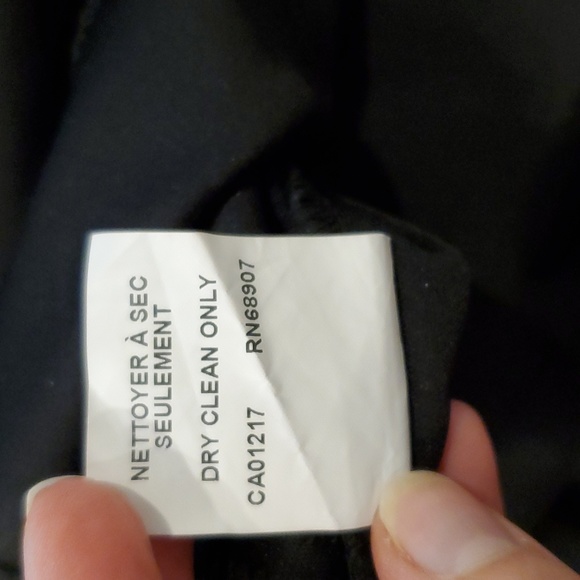 NETTOYER À SEC
SEULEMENT
DRY CLEAN ONLY
CA01217 RN68907